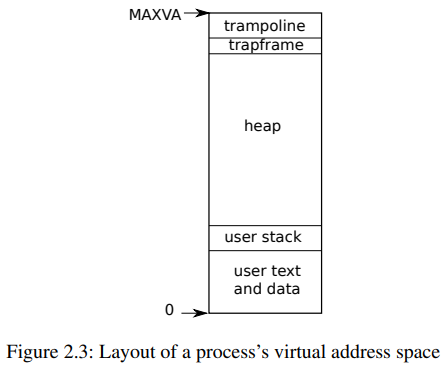 MAXVA
trampoline
trapframe
heap
user stack
user text
and data
0
Figure 2.3: Layout of a process’s virtual address space